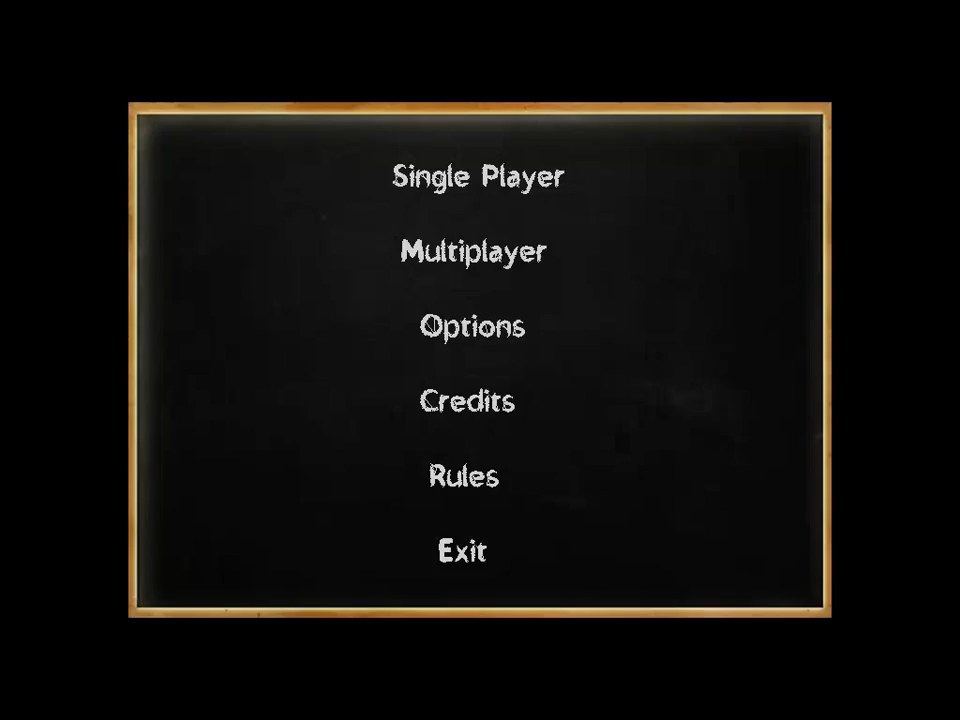 Single Player
Multiplayer
Options
Credits
Rules
Exit